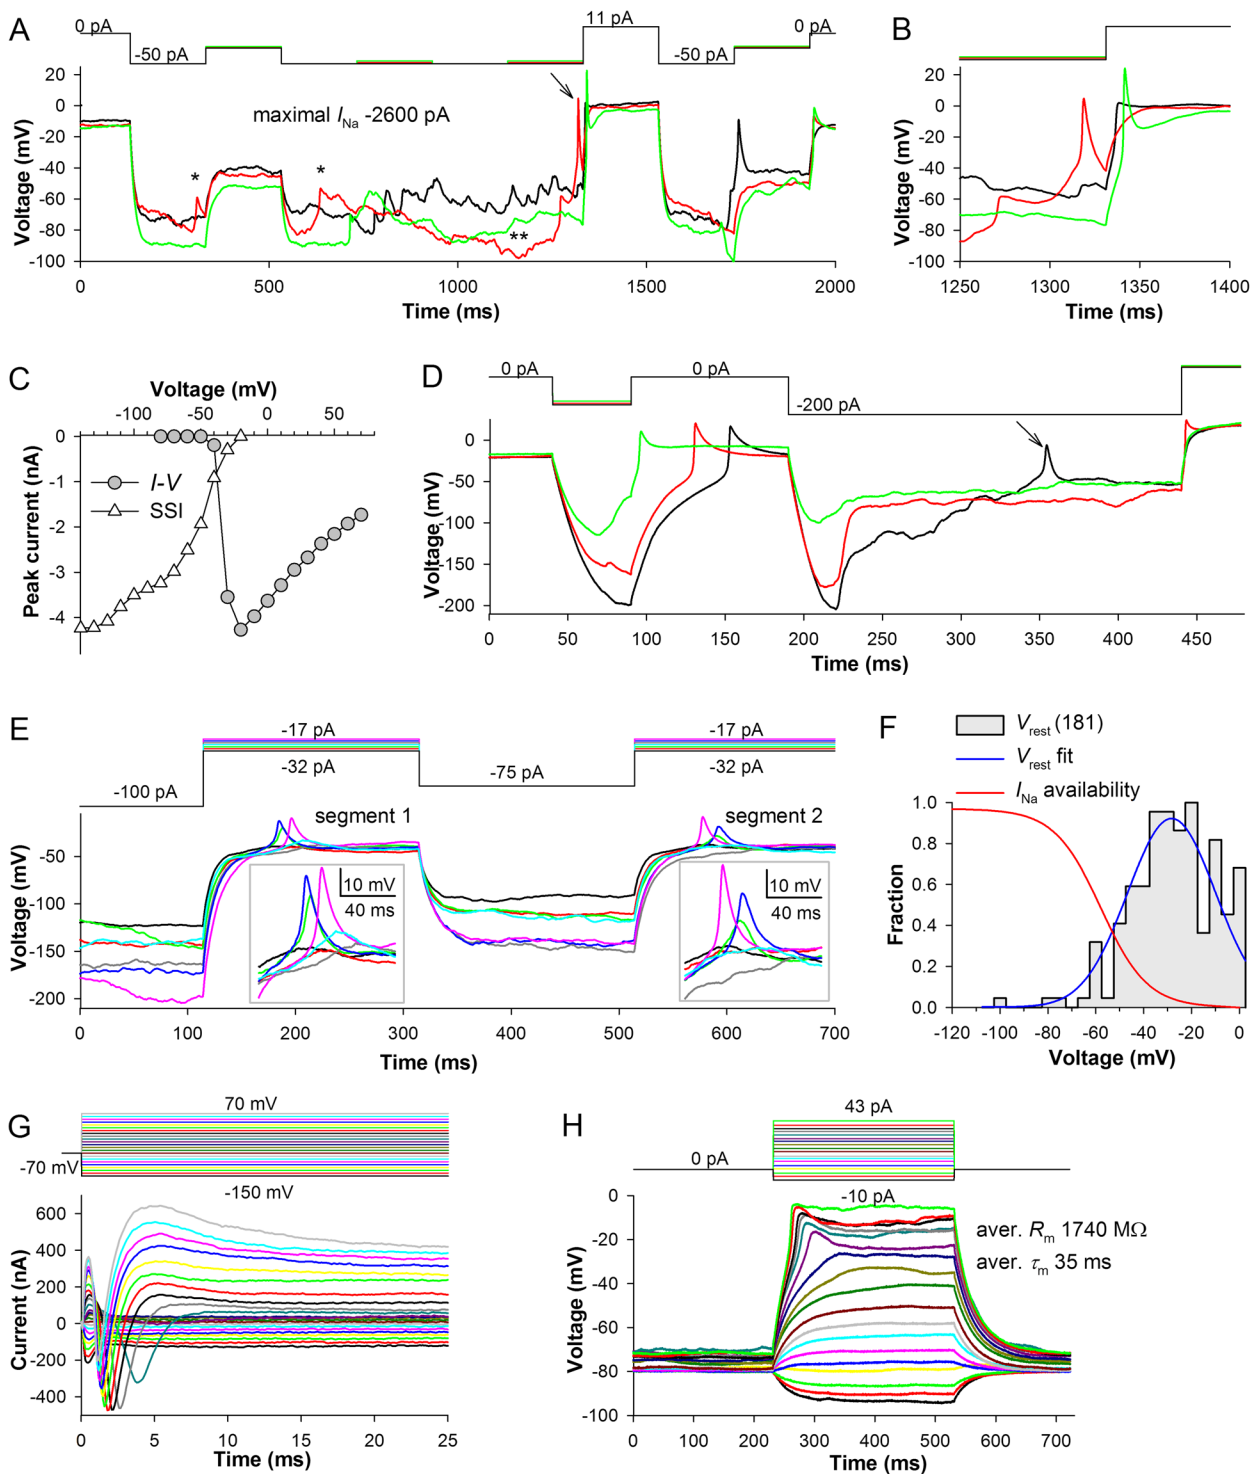 A
0 pA
-50 pA
11 pA
-50 pA
0 pA
maximal INa -2600 pA
*
*
**
20
0
-20
-40
-60
-80
-100
Voltage (mV)
0
500
1000
1500
2000
Time (ms)
B
20
0
-20
-40
-60
-80
-100
Voltage (mV)
1250
1300
1350
1400
Time (ms)
C
Voltage (mV)
-100
-50
0
50
0
-1
-2
-3
-4
Peak current (nA)
I-V
SSI
D
0 pA
0 pA
-200 pA
0
-50
-100
-150
-200
Voltage (mV)
0
50
100
150
200
250
300
350
400
450
Time (ms)
E
-17 pA
-32 pA
-100 pA
-75 pA
-17 pA
-32 pA
segment 1
segment 2
10 mV
40 ms
10 mV
40 ms
-50
-100
-150
-200
Voltage (mV)
0
100
200
300
400
500
600
700
Time (ms)
F
Vrest (181)
Vrest fit
INa availability
1.0
0.8
0.6
0.4
0.2
0.0
Fraction
-120
-100
-80
-60
-40
-20
0
Voltage (mV)
G
70 mV
-70 mV
-150 mV
600
400
200
0
-200
-400
Current (nA)
0
5
10
15
20
25
Time (ms)
H
43 pA
0 pA
-10 pA
aver. Rm 1740 MΩ
aver. τm 35 ms
0
-20
-40
-60
-80
-100
Voltage (mV)
0
100
200
300
400
500
600
700
Time (ms)